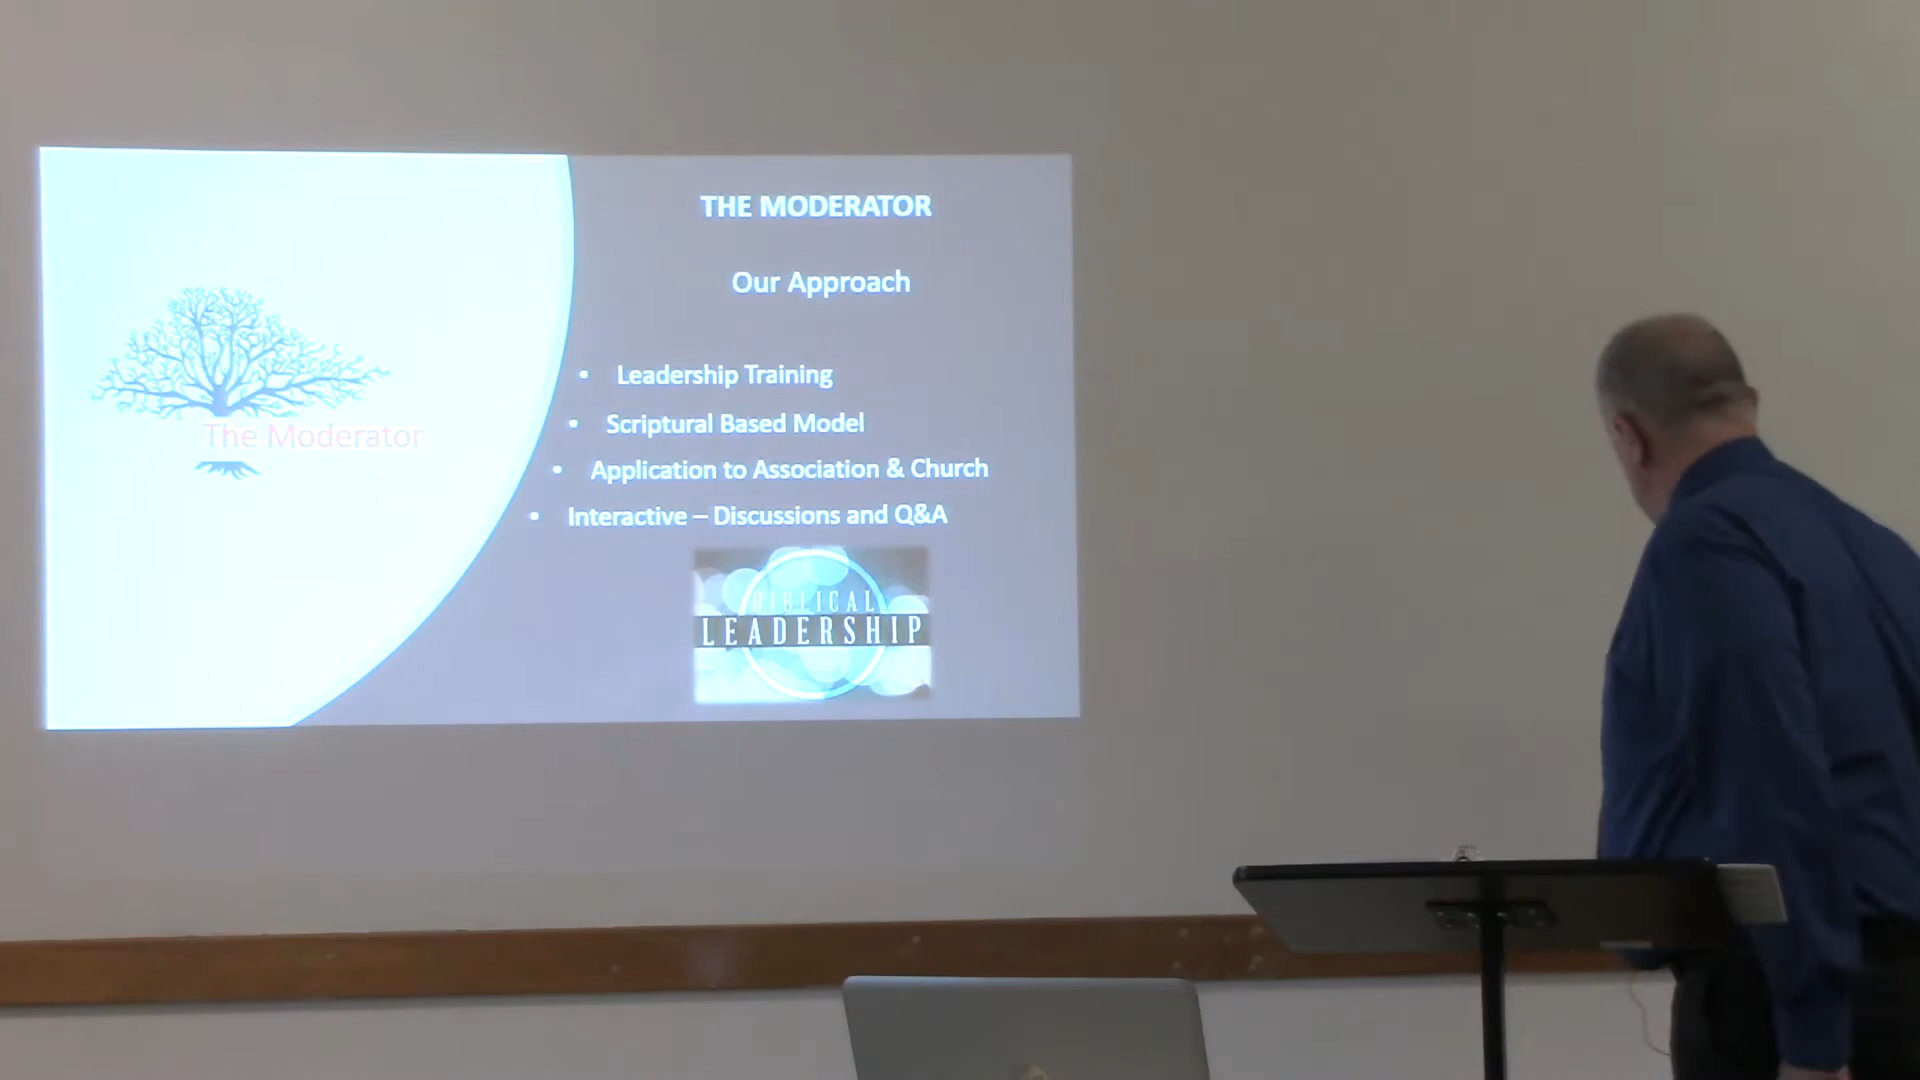 THE MODERATOR
Our Approach
• Leadership Training
• Scriptural Based Model
• Application to Association & Church
• Interactive – Discussions and Q&A
The Moderator
BIBLICAL
LEADERSHIP